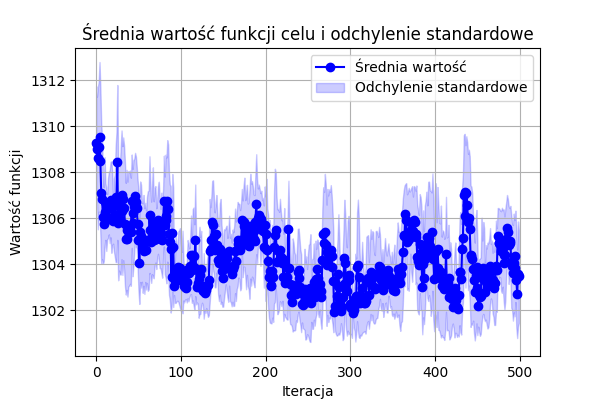 Średnia wartość funkcji celu i odchylenie standardowe
Średnia wartość
Odchylenie standardowe
Wartość funkcji
1312
1310
1308
1306
1304
1302
0 100 200 300 400 500
Iteracja